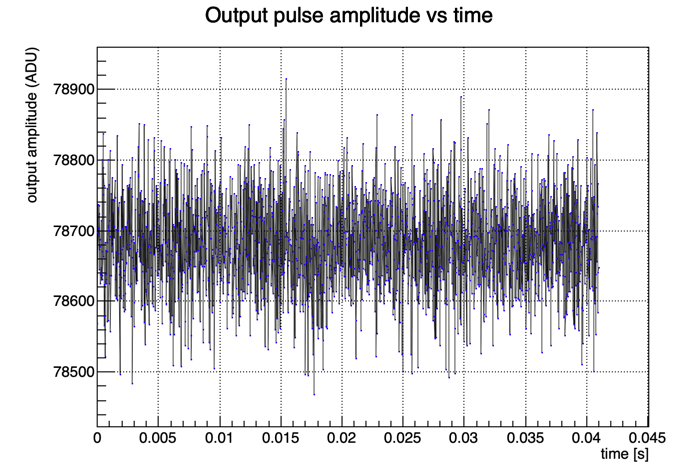 Output pulse amplitude vs time
output amplitude (ADU)
78900
78800
78700
78600
78500
0 0.005 0.01 0.015 0.02 0.025 0.03 0.035 0.04 0.045
time [s]